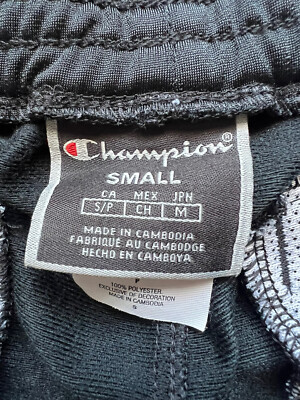 Champion®
SMALL
CA MEX JPN
S/P CH M
MADE IN CAMBODIA
FABRIQUÉ AU CAMBODGE
HECHO EN CAMBOYA
100% POLYESTER.
EXCLUSIVE OF DECORATION
MADE IN CAMBODIA
S